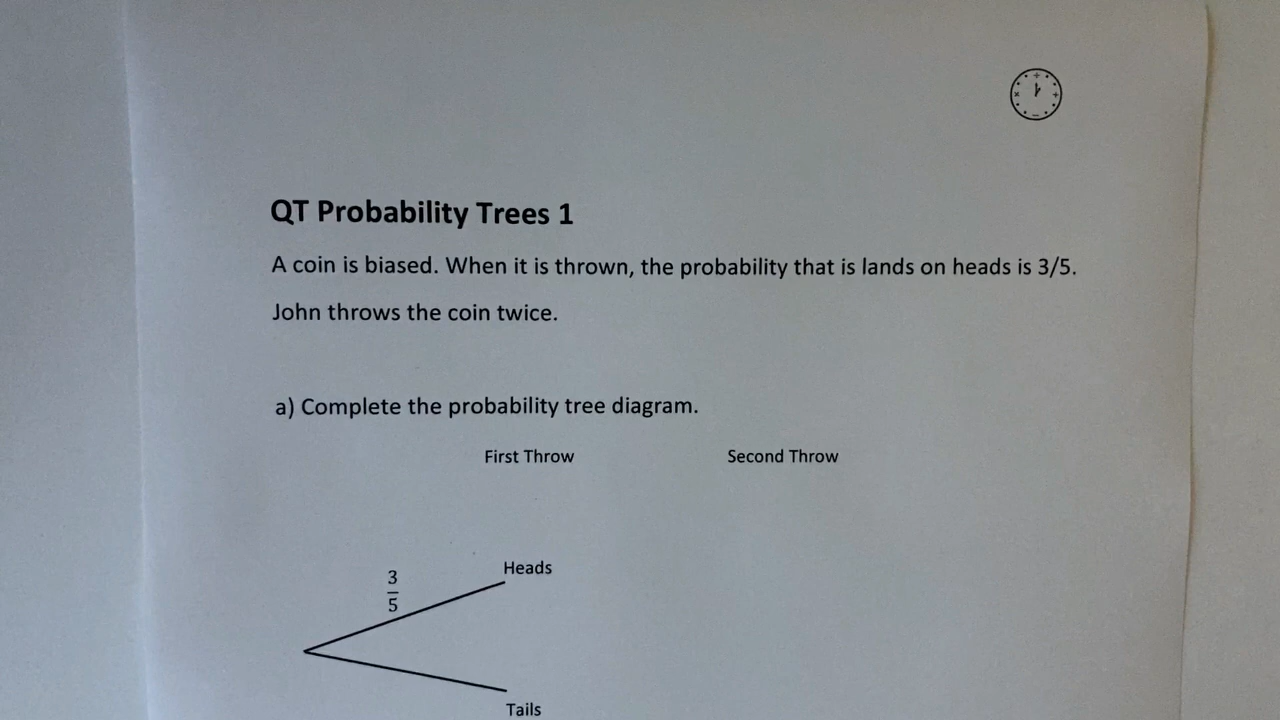 QT Probability Trees 1
A coin is biased. When it is thrown, the probability that is lands on heads is 3/5.
John throws the coin twice.
a) Complete the probability tree diagram.
First Throw Second Throw
Heads
3
5
Tails